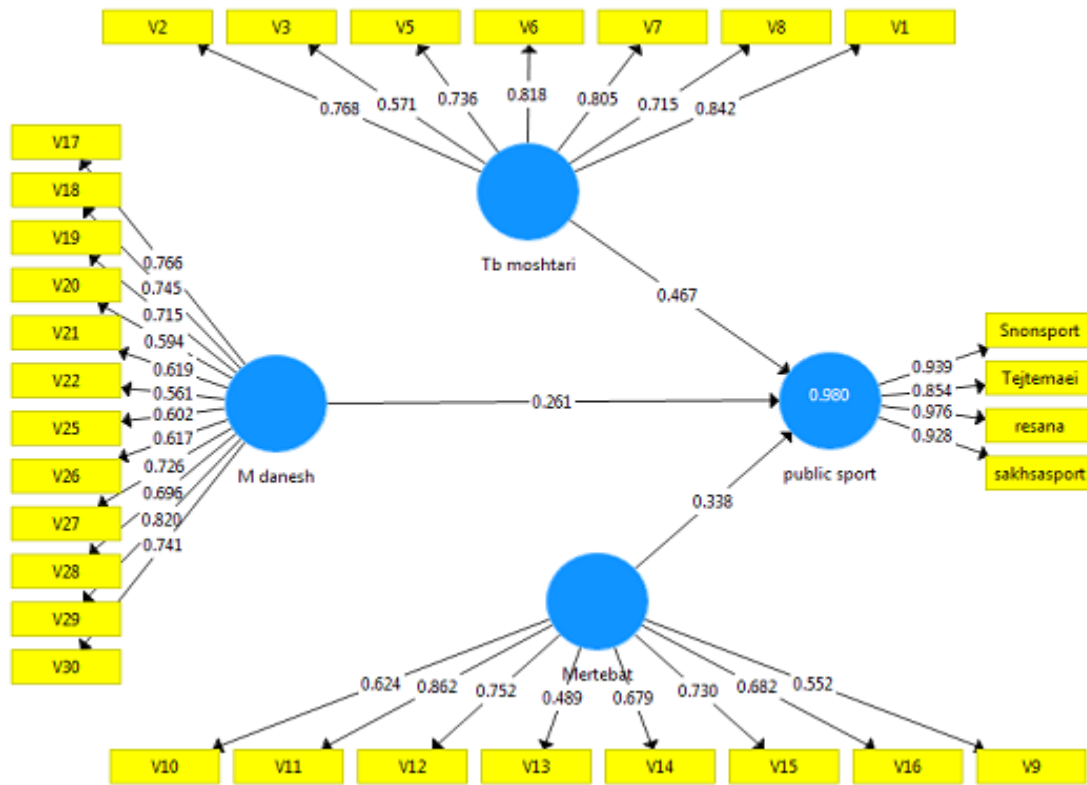 V2 V3 V5 V6 V7 V8 V1
0.768 0.571 0.736 0.818 0.805 0.715 0.842
Tb moshtari
0.467
V17
V18
V19
V20
V21
V22
V25
V26
V27
V28
V29
V30
0.766
0.745
0.715
0.594
0.619
0.561
0.602
0.617
0.726
0.696
0.820
0.741
M danesh
0.261
0.980
public sport
0.939
0.854
0.976
0.928
Snonsport
Tejtemaei
resana
sakhsasport
0.338
Mertebat
0.624 0.862 0.752 0.489 0.679 0.730 0.682 0.552
V10 V11 V12 V13 V14 V15 V16 V9